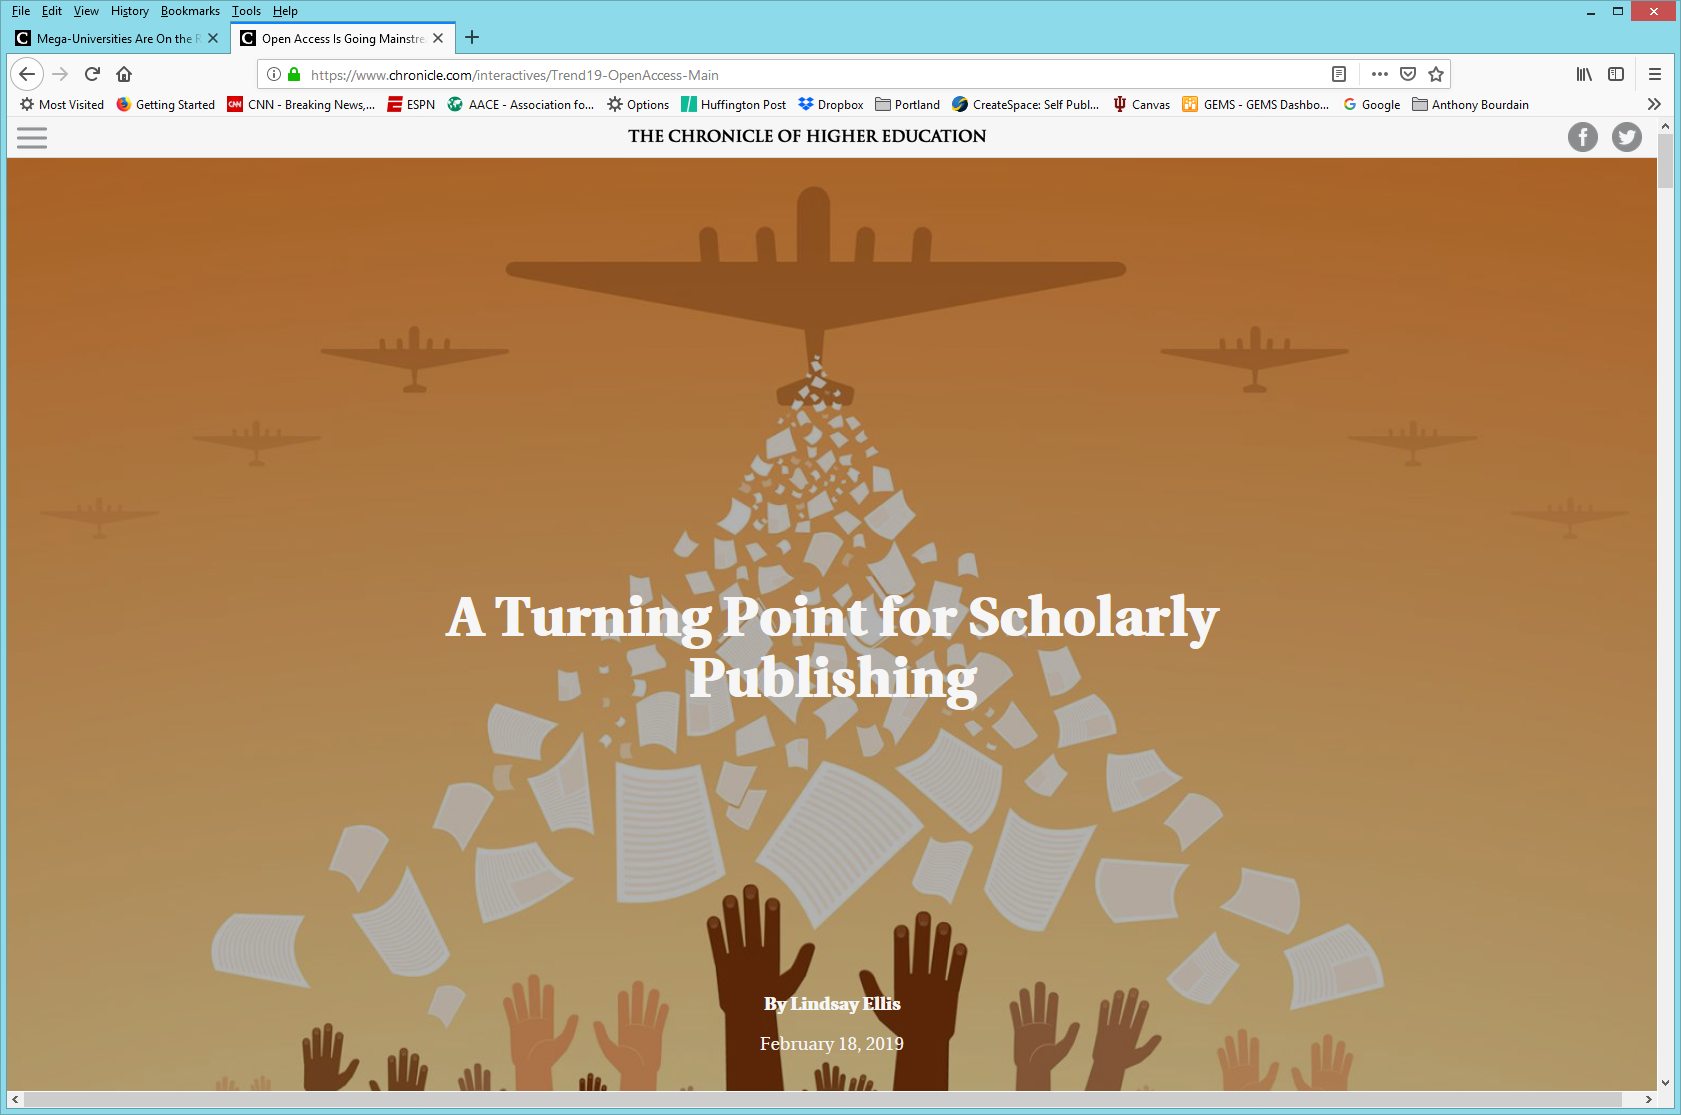 File Edit View History Bookmarks Tools Help
Mega-Universities Are On the R
Open Access Is Going Mainstre
https://www.chronicle.com/interactives/Trend19-OpenAccess-Main
Most Visited Getting Started CNN - Breaking News,... ESPN AACE - Association fo... Options Huffington Post Dropbox Portland CreateSpace: Self Publ... Canvas GEMS - GEMS Dashbo... Google Anthony Bourdain
THE CHRONICLE OF HIGHER EDUCATION
A Turning Point for Scholarly
Publishing
By Lindsay Ellis
February 18, 2019